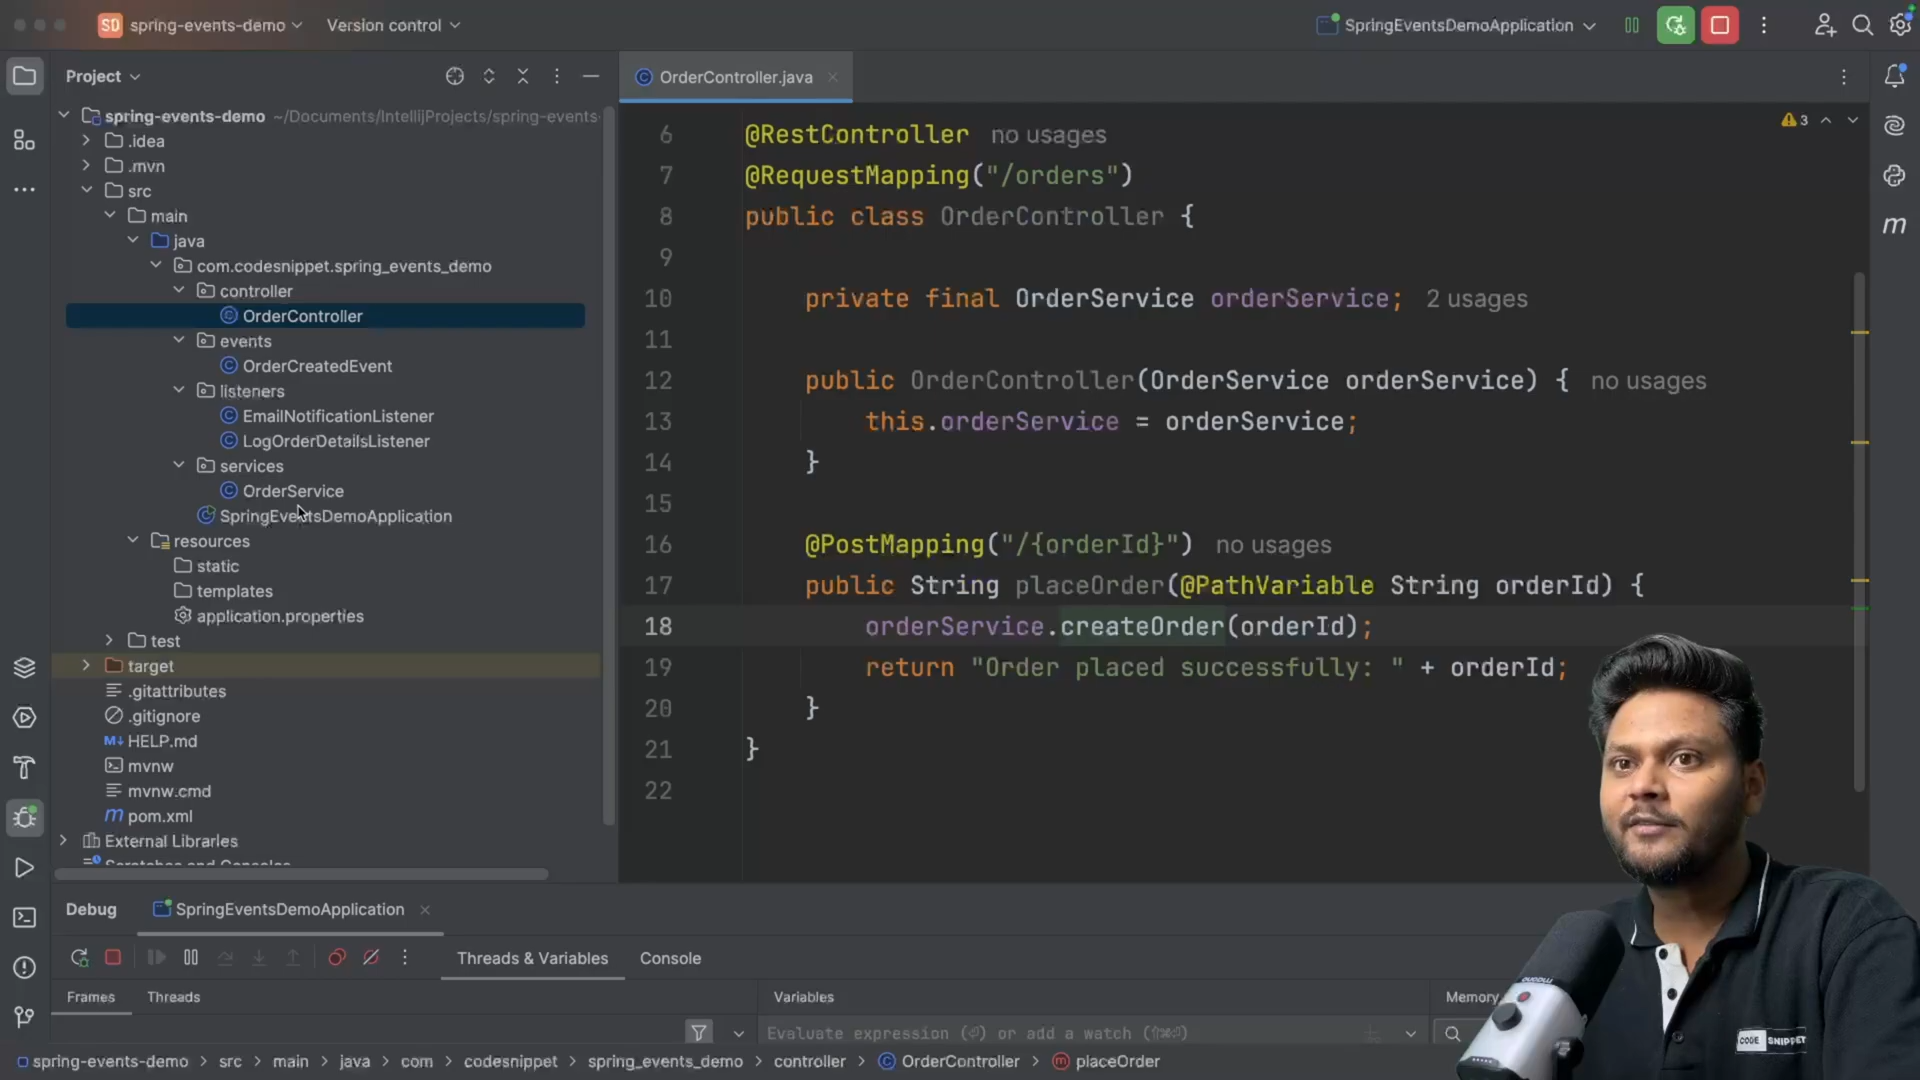 SD spring-events-demo Version control SpringEventsDemoApplication
Project
OrderController.java
spring-events-demo ~/Documents/IntellijProjects/spring-events-
.idea
.mvn
src
main
java
com.codesnippet.spring_events_demo
controller
OrderController
events
OrderCreatedEvent
listeners
EmailNotificationListener
LogOrderDetailsListener
services
OrderService
SpringEventsDemoApplication
resources
static
templates
application.properties
test
target
.gitattributes
.gitignore
M↓ HELP.md
mvnw
mvnw.cmd
m pom.xml
External Libraries
Scratches and Consoles
3
6 @RestController no usages
7 @RequestMapping("/orders")
8 public class OrderController {
9
10 private final OrderService orderService; 2 usages
11
12 public OrderController(OrderService orderService) { no usages
13 this.orderService = orderService;
14 }
15
16 @PostMapping("/{orderId}") no usages
17 public String placeOrder(@PathVariable String orderId) {
18 orderService.createOrder(orderId);
19 return "Order placed successfully: " + orderId;
20 }
21 }
22
m
Debug SpringEventsDemoApplication
Threads & Variables Console
Frames Threads Variables Memory
Evaluate expression (⏎) or add a watch (⇧⌘⏎)
spring-events-demo > src > main > java > com > codesnippet > spring_events_demo > controller > OrderController > placeOrder
CODE SNIPPET